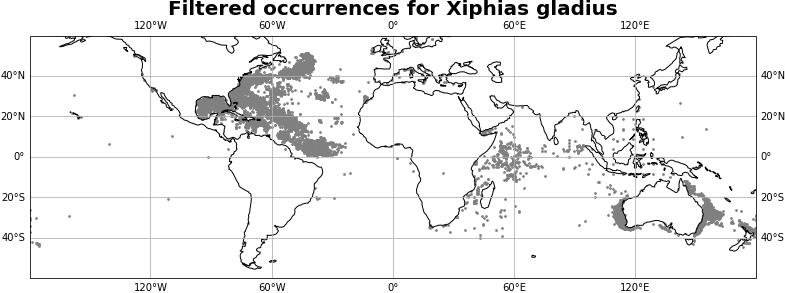 Filtered occurrences for Xiphias gladius
120°W 60°W 0° 60°E 120°E
40°N 40°N
20°N 20°N
0° 0°
20°S 20°S
40°S 40°S
120°W 60°W 0° 60°E 120°E